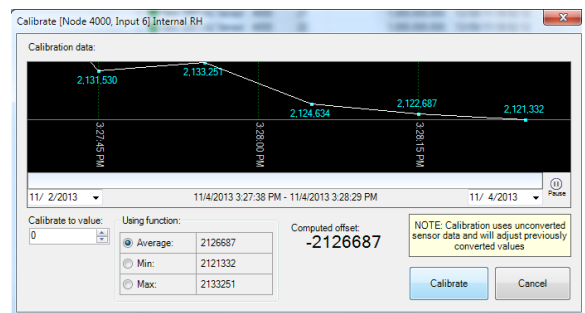 Calibrate [Node 4000, Input 6] Internal RH
Calibration data:
2,131,530
2,133,251
2,124,634
2,122,687
2,121,332
3:27:45 PM
3:28:00 PM
3:28:15 PM
Pause
11/ 2/2013
11/4/2013 3:27:38 PM - 11/4/2013 3:28:29 PM
11/ 4/2013
Calibrate to value:
0
Using function:
Average: 2126687
Min: 2121332
Max: 2133251
Computed offset:
-2126687
NOTE: Calibration uses unconverted
sensor data and will adjust previously
converted values
Calibrate
Cancel